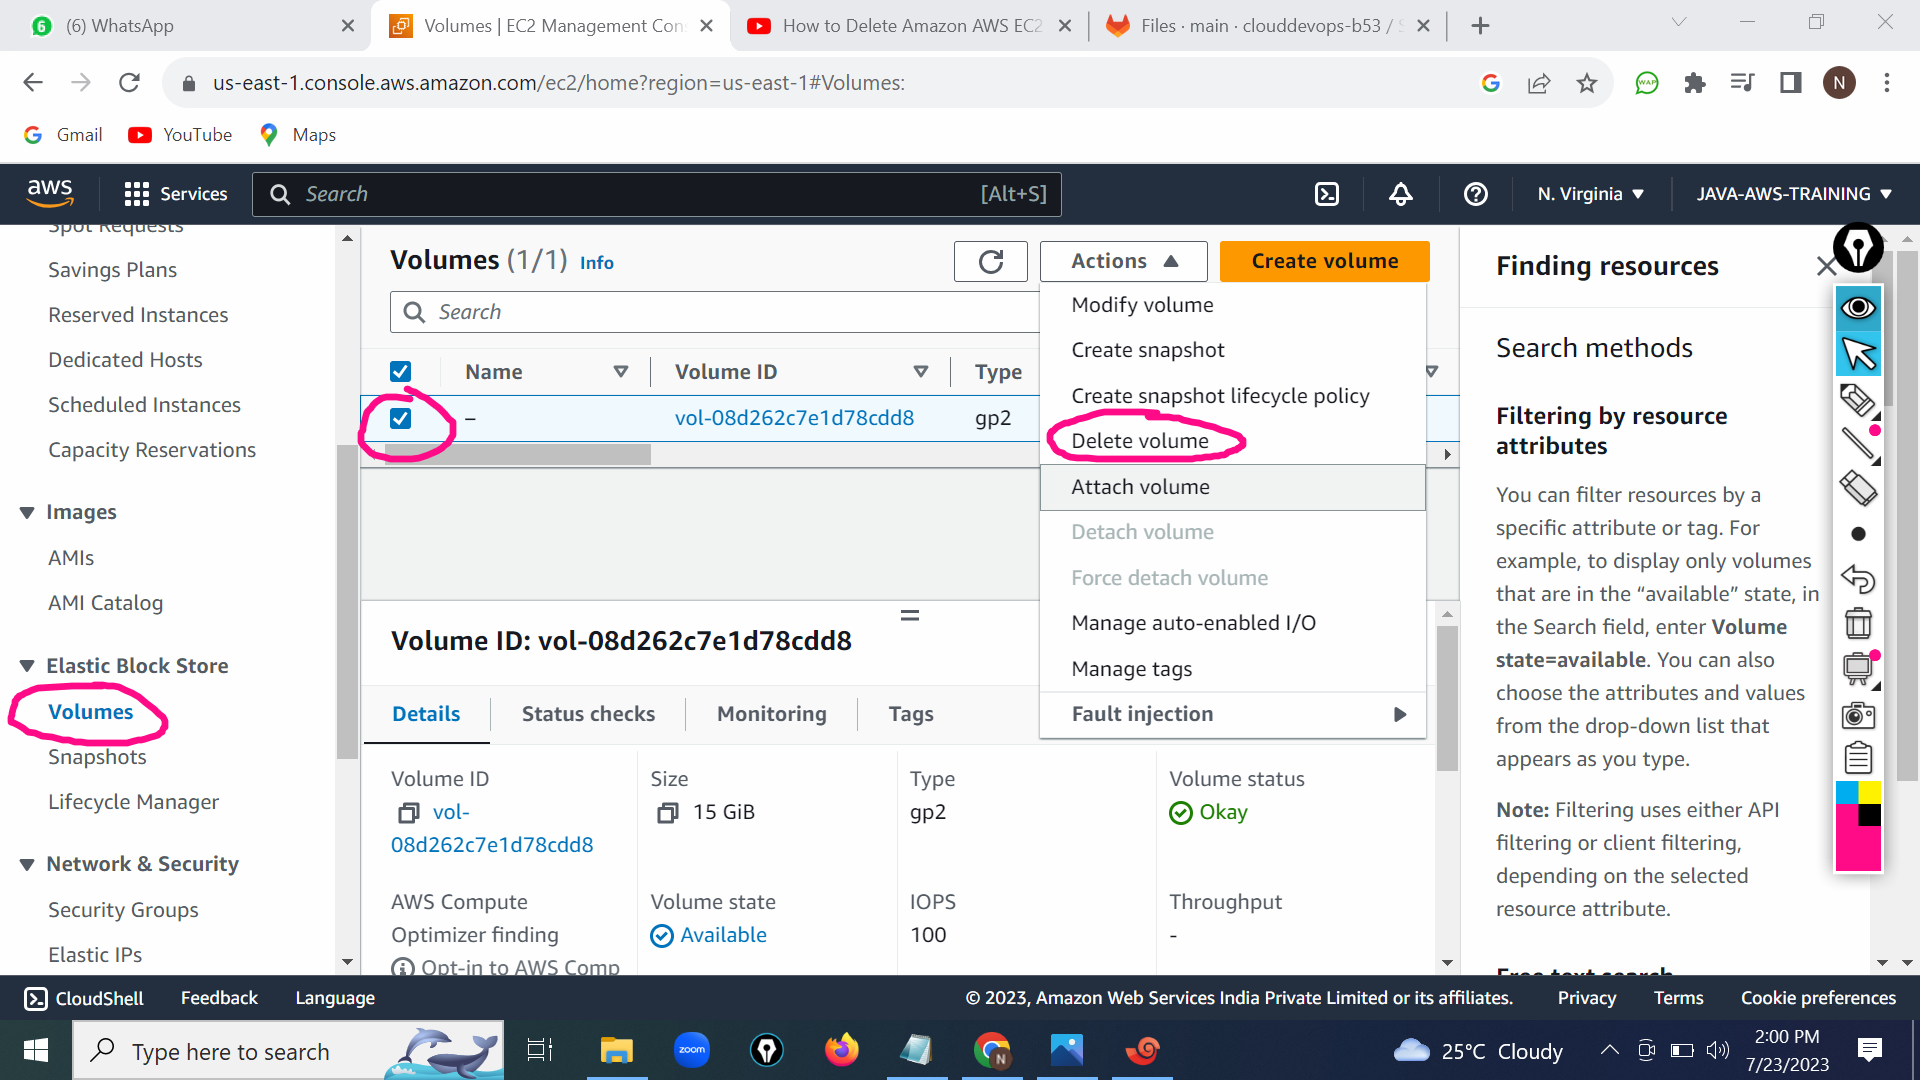 (6) WhatsApp
Volumes | EC2 Management Con
How to Delete Amazon AWS EC2
Files · main · clouddevops-b53 /
us-east-1.console.aws.amazon.com/ec2/home?region=us-east-1#Volumes:
N
Gmail
YouTube
Maps
aws
Services
Search
[Alt+S]
N. Virginia
JAVA-AWS-TRAINING
Spot Requests
Savings Plans
Reserved Instances
Dedicated Hosts
Scheduled Instances
Capacity Reservations
Images
AMIs
AMI Catalog
Elastic Block Store
Volumes
Snapshots
Lifecycle Manager
Network & Security
Security Groups
Elastic IPs
Volumes (1/1) Info
Actions
Create volume
Search
Name
Volume ID
Type
–
vol-08d262c7e1d78cdd8
gp2
Modify volume
Create snapshot
Create snapshot lifecycle policy
Delete volume
Attach volume
Detach volume
Force detach volume
Manage auto-enabled I/O
Manage tags
Fault injection
Volume ID: vol-08d262c7e1d78cdd8
Details
Status checks
Monitoring
Tags
Volume ID
vol-
08d262c7e1d78cdd8
Size
15 GiB
Type
gp2
Volume status
Okay
AWS Compute
Optimizer finding
Opt-in to AWS Comp
Volume state
Available
IOPS
100
Throughput
-
Finding resources
Search methods
Filtering by resource
attributes
You can filter resources by a
specific attribute or tag. For
example, to display only volumes
that are in the “available” state, in
the Search field, enter Volume
state=available. You can also
choose the attributes and values
from the drop-down list that
appears as you type.
Note: Filtering uses either API
filtering or client filtering,
depending on the selected
resource attribute.
Free text search
CloudShell
Feedback
Language
© 2023, Amazon Web Services India Private Limited or its affiliates.
Privacy
Terms
Cookie preferences
Type here to search
zoom
N
25°C Cloudy
2:00 PM
7/23/2023